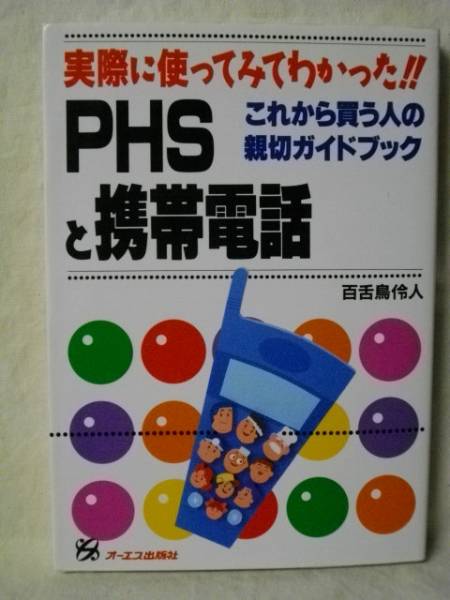 実際に使ってみてわかった!!
PHS
と携帯電話
これから買う人の
親切ガイドブック
百舌鳥伶人
オーエス出版社